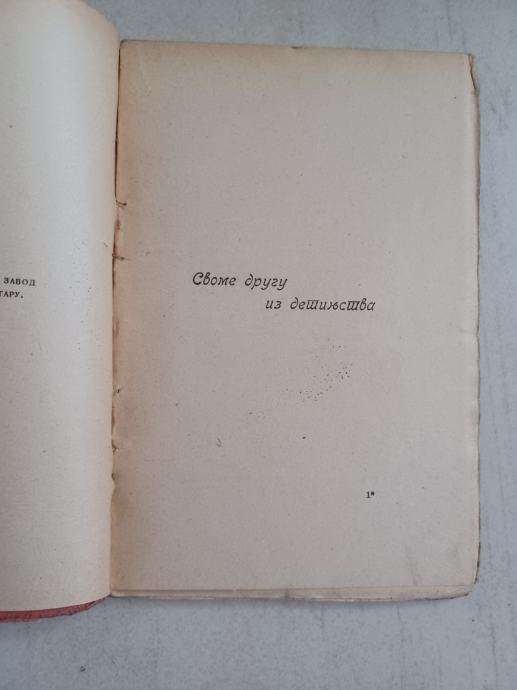 ЗАВОД
ТАРУ.
Своме другу
из детињства
1*